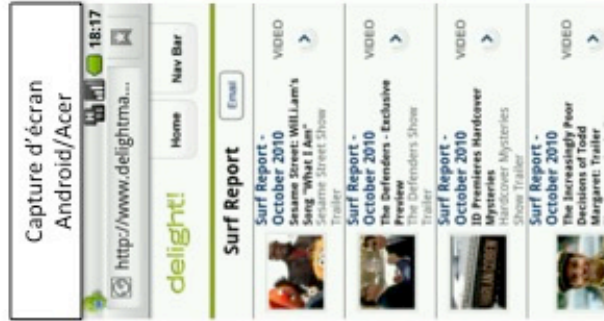 Capture d'écran
Android/Acer
18:17
http://www.delightma...
delight!
Home
Nav Bar
Surf Report
Email
Surf Report -
October 2010
Sesame Street: Will.I.am's
Song "What I Am"
Sesame Street Show
Trailer
VIDEO
Surf Report -
October 2010
The Defenders - Exclusive
Preview
The Defenders Show
Trailer
VIDEO
Surf Report -
October 2010
ID Premieres Hardcover
Mysteries
Hardcover Mysteries
Show Trailer
VIDEO
Surf Report -
October 2010
The Increasingly Poor
Decisions of Todd
Margaret: Trailer
VIDEO